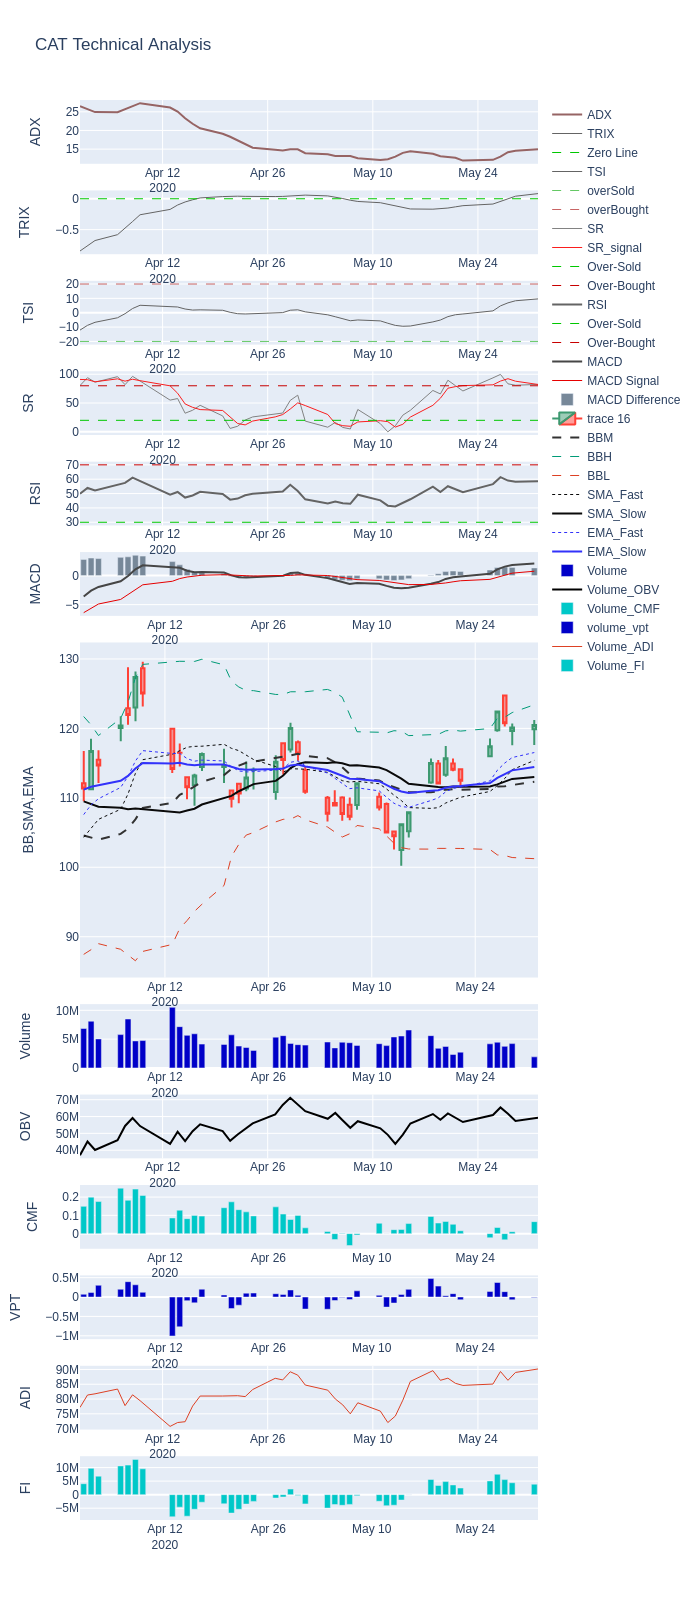 CAT Technical Analysis
ADX
25
20
15
Apr 12
2020
Apr 26
May 10
May 24
TRIX
0
−0.5
Apr 12
2020
Apr 26
May 10
May 24
TSI
20
10
0
−10
−20
Apr 12
2020
Apr 26
May 10
May 24
SR
100
50
0
Apr 12
2020
Apr 26
May 10
May 24
RSI
70
60
50
40
30
Apr 12
2020
Apr 26
May 10
May 24
MACD
0
−5
Apr 12
2020
Apr 26
May 10
May 24
BB,SMA,EMA
130
120
110
100
90
Apr 12
2020
Apr 26
May 10
May 24
Volume
10M
5M
0
Apr 12
2020
Apr 26
May 10
May 24
OBV
70M
60M
50M
40M
Apr 12
2020
Apr 26
May 10
May 24
CMF
0.2
0.1
0
Apr 12
2020
Apr 26
May 10
May 24
VPT
0.5M
0
−0.5M
−1M
Apr 12
2020
Apr 26
May 10
May 24
ADI
90M
85M
80M
75M
70M
Apr 12
2020
Apr 26
May 10
May 24
FI
10M
5M
0
−5M
Apr 12
2020
Apr 26
May 10
May 24
ADX
TRIX
Zero Line
TSI
overSold
overBought
SR
SR_signal
Over-Sold
Over-Bought
RSI
Over-Sold
Over-Bought
MACD
MACD Signal
MACD Difference
trace 16
BBM
BBH
BBL
SMA_Fast
SMA_Slow
EMA_Fast
EMA_Slow
Volume
Volume_OBV
Volume_CMF
volume_vpt
Volume_ADI
Volume_FI